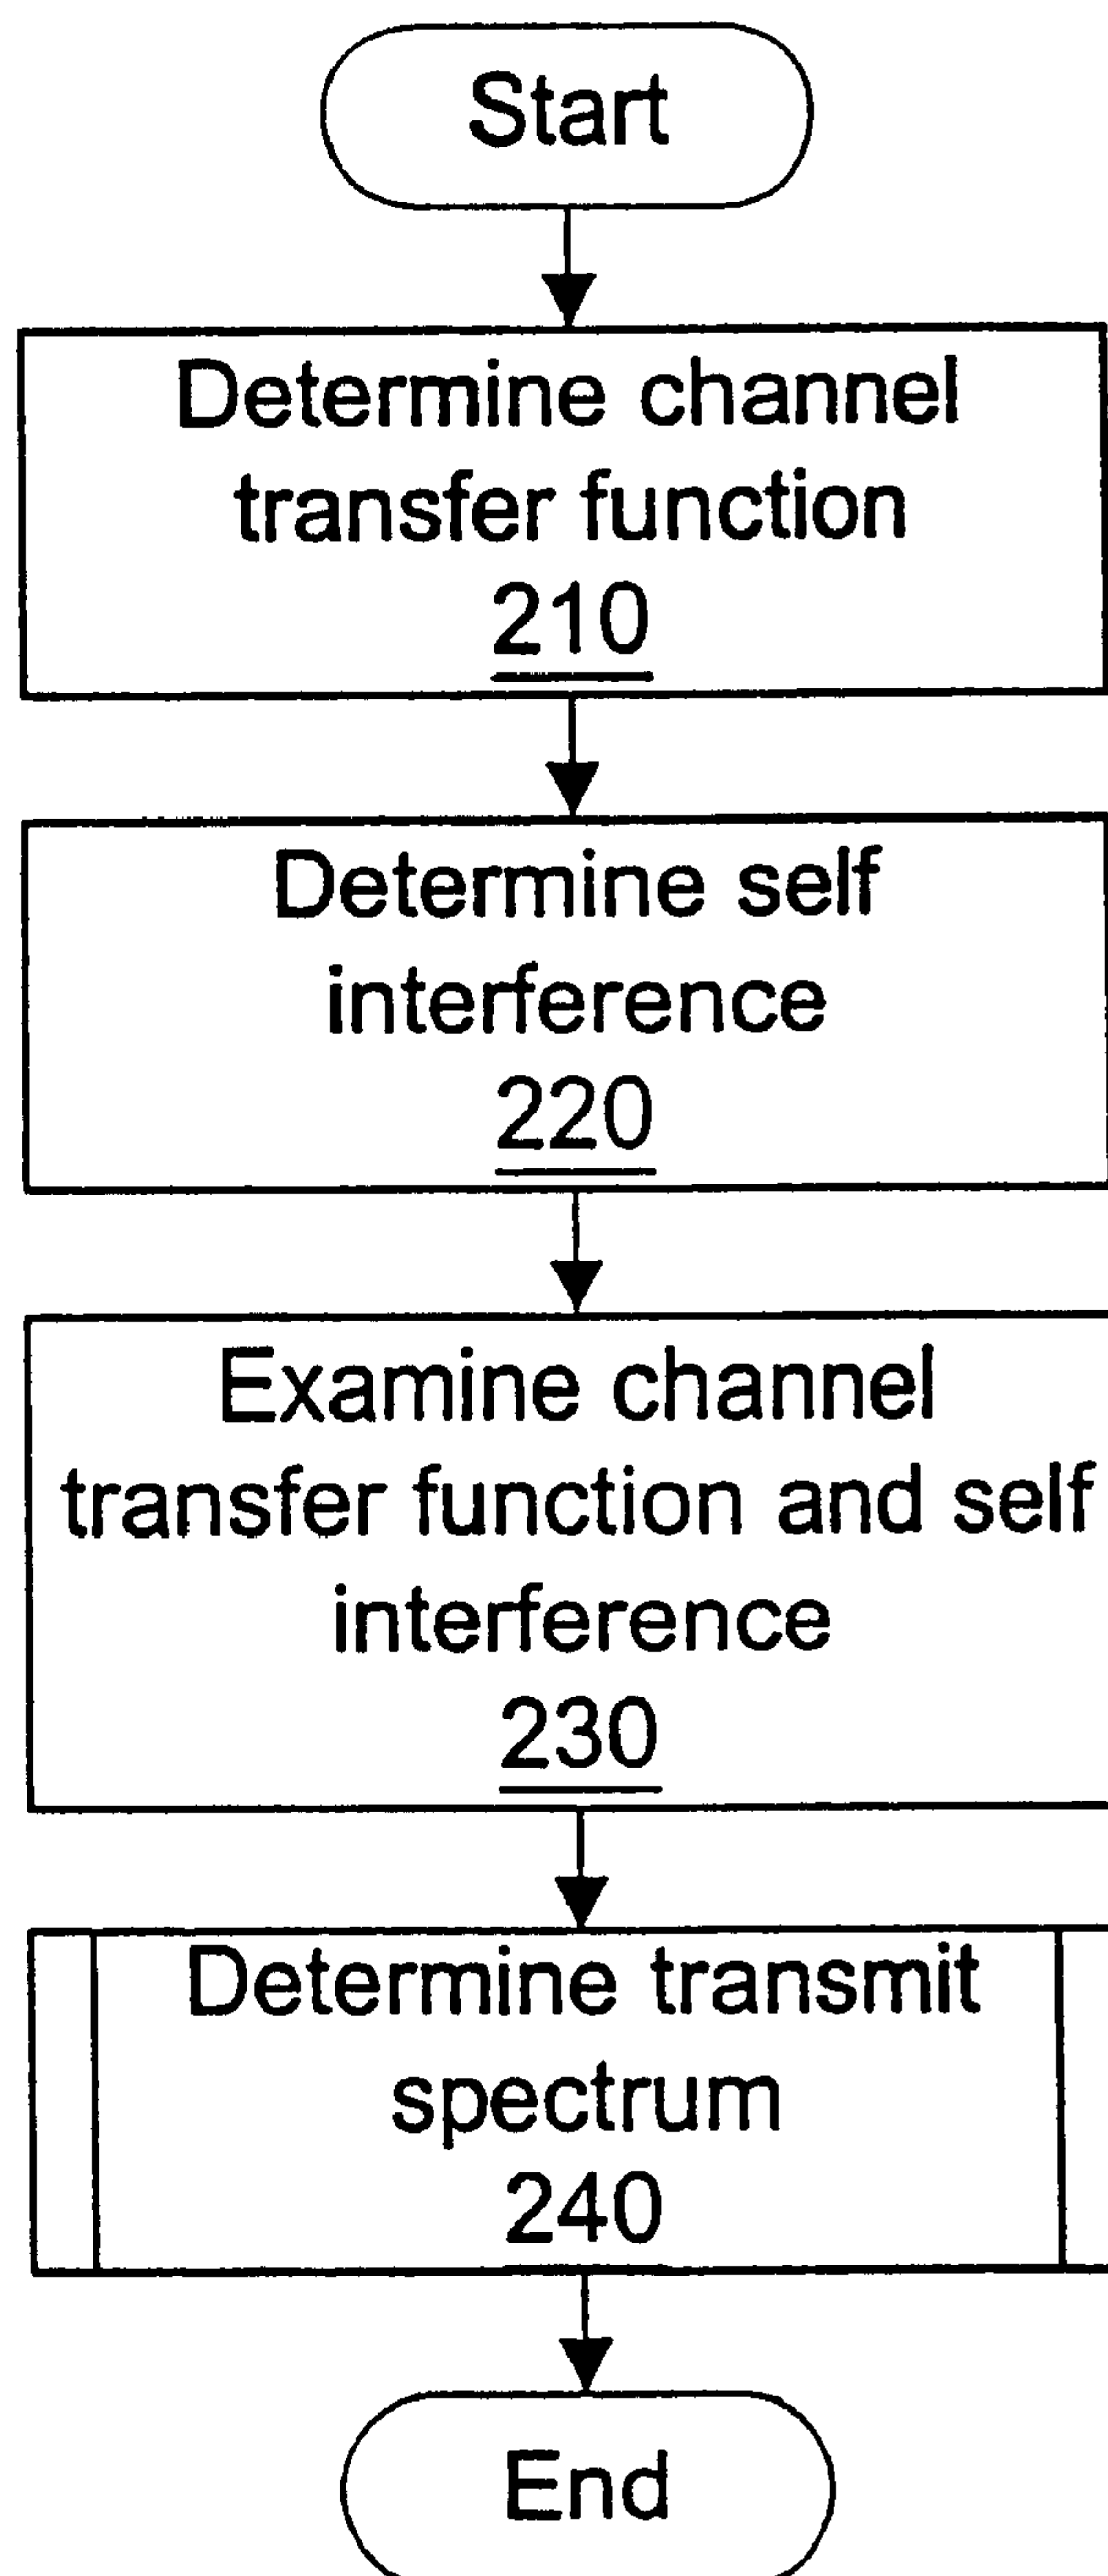 Start
Determine channel
transfer function
210
Determine self
interference
220
Examine channel
transfer function and self
interference
230
Determine transmit
spectrum
240
End